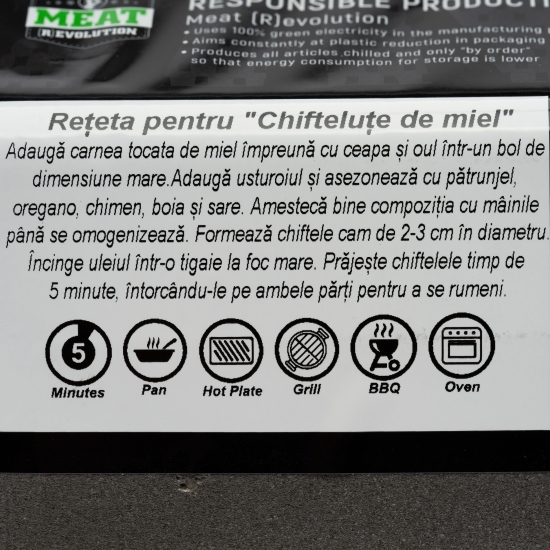 RESPONSIBLE PRODUCTI
MEAT
[R]EVOLUTION
Meat [R]evolution
• Uses 100% green electricity in the manufacturing
• Aims constantly at plastic reduction in packaging
• Produces all articles chilled and only "by order"
so that energy consumption for storage is lower
Rețeta pentru "Chifteluțe de miel"
Adaugă carnea tocata de miel împreună cu ceapa și oul într-un bol de
dimensiune mare.Adaugă usturoiul și asezonează cu pătrunjel,
oregano, chimen, boia și sare. Amestecă bine compoziția cu mâinile
până se omogenizează. Formează chiftele cam de 2-3 cm în diametru.
Încinge uleiul într-o tigaie la foc mare. Prăjește chiftelele timp de
5 minute, întorcându-le pe ambele părți pentru a se rumeni.
5
Minutes
Pan
Hot Plate
Grill
BBQ
Oven